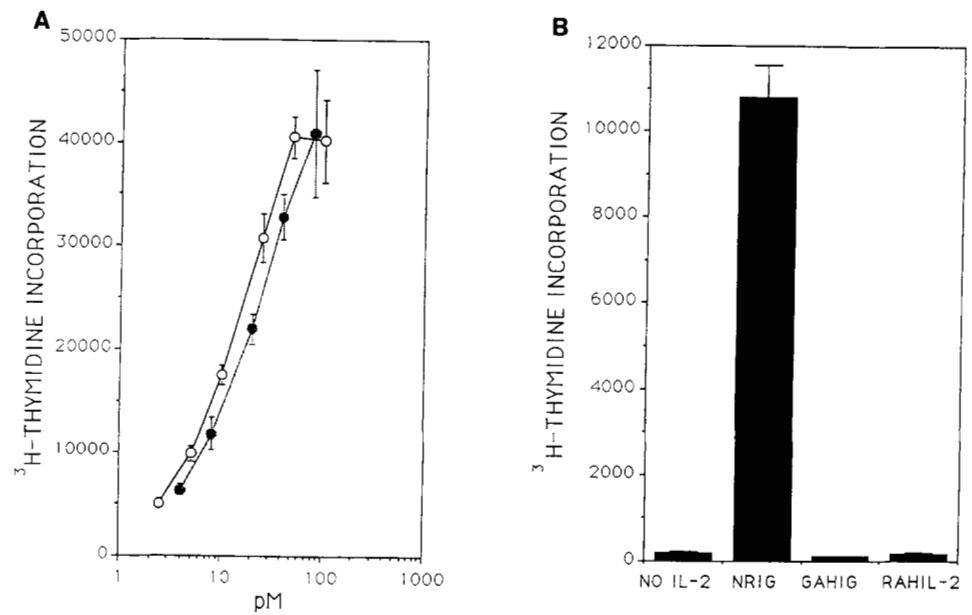 A
50000
40000
30000
20000
10000
0
³H-THYMIDINE INCORPORATION
1 10 100 1000
pM
B
12000
10000
8000
6000
4000
2000
0
³H-THYMIDINE INCORPORATION
NO IL-2 NRIG GAHIG RAHIL-2